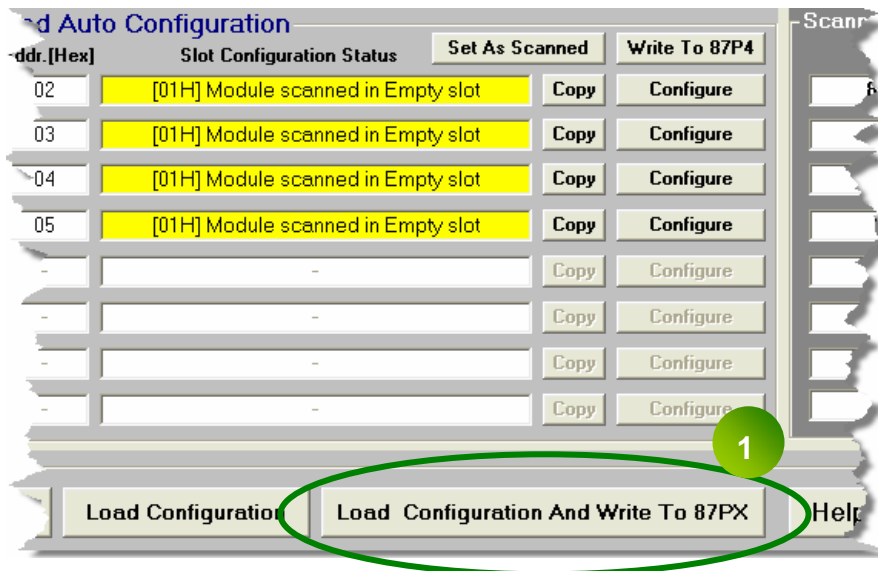 d Auto Configuration
Scann
ddr.[Hex] Slot Configuration Status Set As Scanned Write To 87P4
02 [01H] Module scanned in Empty slot Copy Configure
03 [01H] Module scanned in Empty slot Copy Configure
04 [01H] Module scanned in Empty slot Copy Configure
05 [01H] Module scanned in Empty slot Copy Configure
- - Copy Configure
- - Copy Configure
- - Copy Configure
- - Copy Configure
1
Load Configuration Load Configuration And Write To 87PX Help